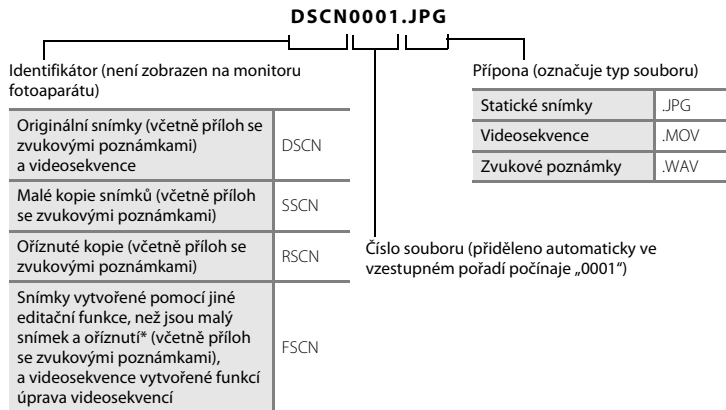 DSCN0001.JPG
Identifikátor (není zobrazen na monitoru
fotoaparátu)
Originální snímky (včetně příloh se
zvukovými poznámkami)
a videosekvence
DSCN
Malé kopie snímků (včetně příloh
se zvukovými poznámkami)
SSCN
Oříznuté kopie (včetně příloh se
zvukovými poznámkami)
RSCN
Snímky vytvořené pomocí jiné
editační funkce, než jsou malý
snímek a oříznutí* (včetně příloh
se zvukovými poznámkami),
a videosekvence vytvořené funkcí
úprava videosekvencí
FSCN
Číslo souboru (přiděleno automaticky ve
vzestupném pořadí počínaje „0001“)
Přípona (označuje typ souboru)
Statické snímky .JPG
Videosekvence .MOV
Zvukové poznámky .WAV